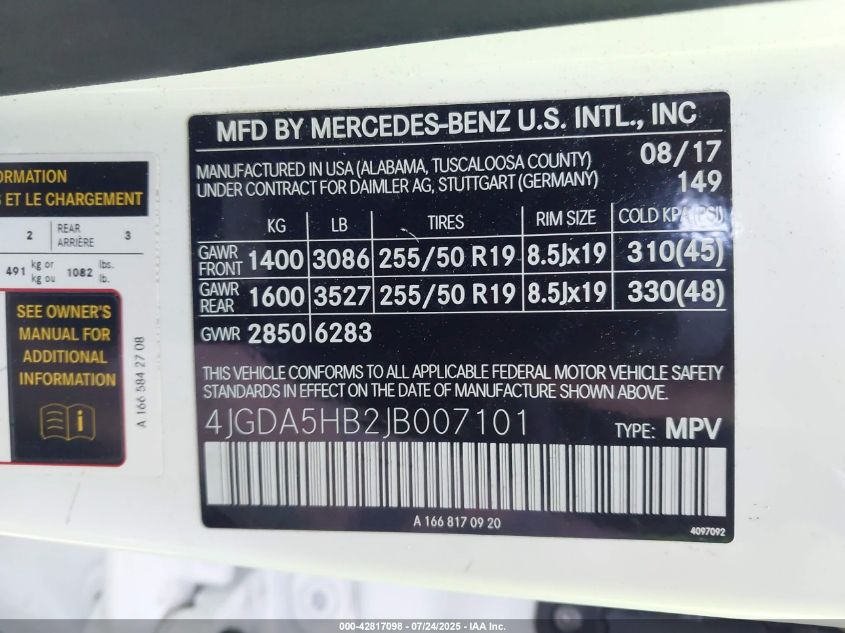 ORMATION
S ET LE CHARGEMENT
2 REAR ARRIÈRE 3
491 kg or kg ou 1082 lbs. lb.
SEE OWNER'S
MANUAL FOR
ADDITIONAL
INFORMATION
A 166 584 27 08
MFD BY MERCEDES-BENZ U.S. INTL., INC
MANUFACTURED IN USA (ALABAMA, TUSCALOOSA COUNTY) 08/17
UNDER CONTRACT FOR DAIMLER AG, STUTTGART (GERMANY) 149
KG LB TIRES RIM SIZE COLD KPA (PSI)
GAWR FRONT 1400 3086 255/50 R19 8.5Jx19 310(45)
GAWR REAR 1600 3527 255/50 R19 8.5Jx19 330(48)
GVWR 2850 6283
THIS VEHICLE CONFORMS TO ALL APPLICABLE FEDERAL MOTOR VEHICLE SAFETY
STANDARDS IN EFFECT ON THE DATE OF MANUFACTURE SHOWN ABOVE.
4JGDA5HB2JB007101 TYPE: MPV
A 166 817 09 20
4097092
000-42817098 - 07/24/2025 - IAA Inc.